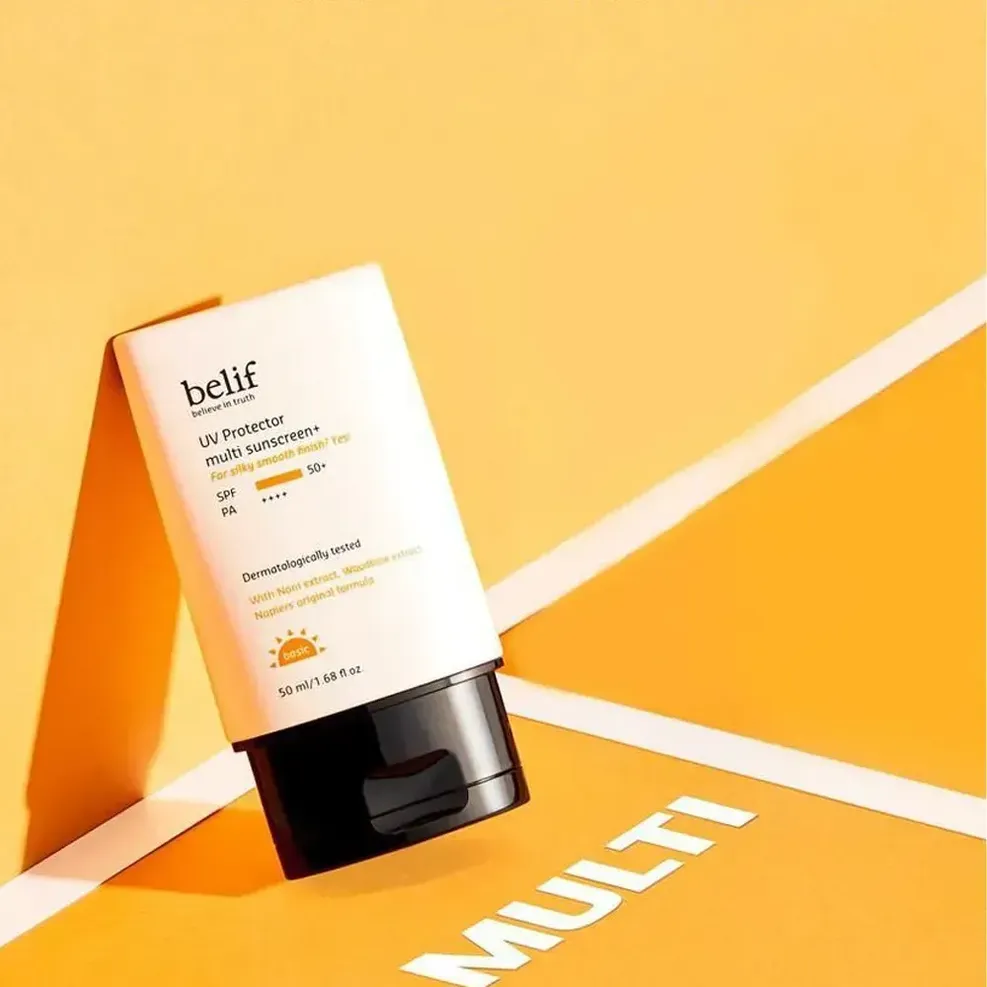 belif
believe in truth
UV Protector
multi sunscreen+
For silky smooth finish? Yes!
SPF 50+
PA ++++
Dermatologically tested
With Noni extract, Woodbine extract
Napiers original formula
basic
50 ml/1.68 fl.oz.
MULTI